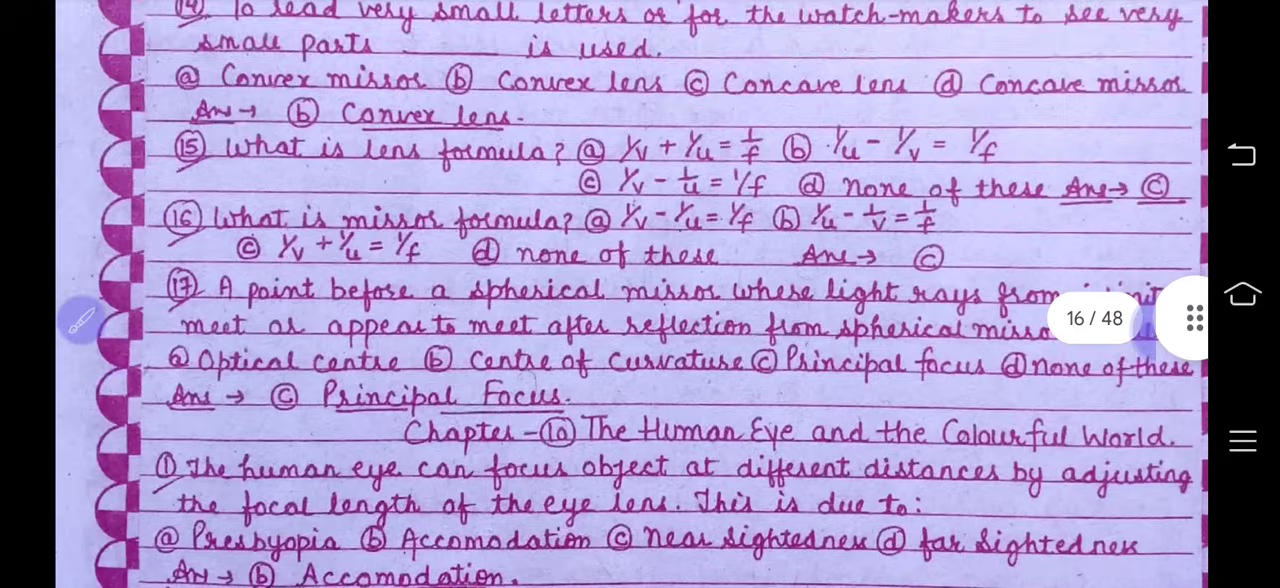 (14) To read very small letters or for the watch-makers to see very
small parts is used.
(a) Convex mirror (b) Convex lens (c) Concave lens (d) Concave mirror
Ans → (b) Convex lens.
(15) What is lens formula? (a) 1/v + 1/u = 1/f (b) 1/u - 1/v = 1/f
(c) 1/v - 1/u = 1/f (d) none of these Ans → (c)
(16) What is mirror formula? (a) 1/v - 1/u = 1/f (b) 1/u - 1/v = 1/f
(c) 1/v + 1/u = 1/f (d) none of these Ans → (c)
(17) A point before a spherical mirror where light rays from
meet or appear to meet after reflection from spherical
16 / 48
(a) Optical centre (b) Centre of Curvature (c) Principal focus (d) none of these
Ans → (c) Principal Focus.
Chapter - (10) The Human Eye and the Colourful World.
(1) The human eye can focus object at different distances by adjusting
the focal length of the eye lens. This is due to:
(a) Presbyopia (b) Accomodation (c) near sightedness (d) far sightedness
Ans → (b) Accomodation.